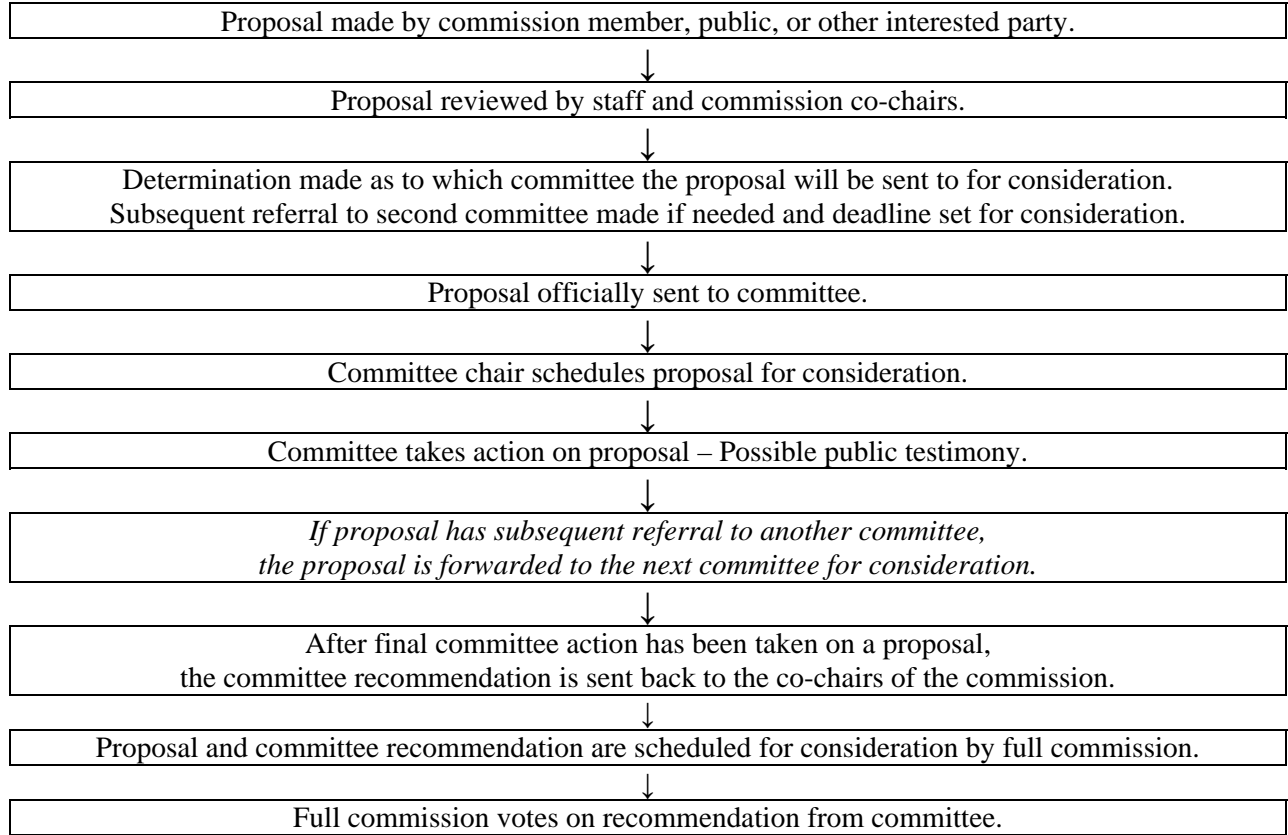 Proposal made by commission member, public, or other interested party.
↓
Proposal reviewed by staff and commission co-chairs.
↓
Determination made as to which committee the proposal will be sent to for consideration.
Subsequent referral to second committee made if needed and deadline set for consideration.
↓
Proposal officially sent to committee.
↓
Committee chair schedules proposal for consideration.
↓
Committee takes action on proposal – Possible public testimony.
↓
If proposal has subsequent referral to another committee,
the proposal is forwarded to the next committee for consideration.
↓
After final committee action has been taken on a proposal,
the committee recommendation is sent back to the co-chairs of the commission.
↓
Proposal and committee recommendation are scheduled for consideration by full commission.
↓
Full commission votes on recommendation from committee.